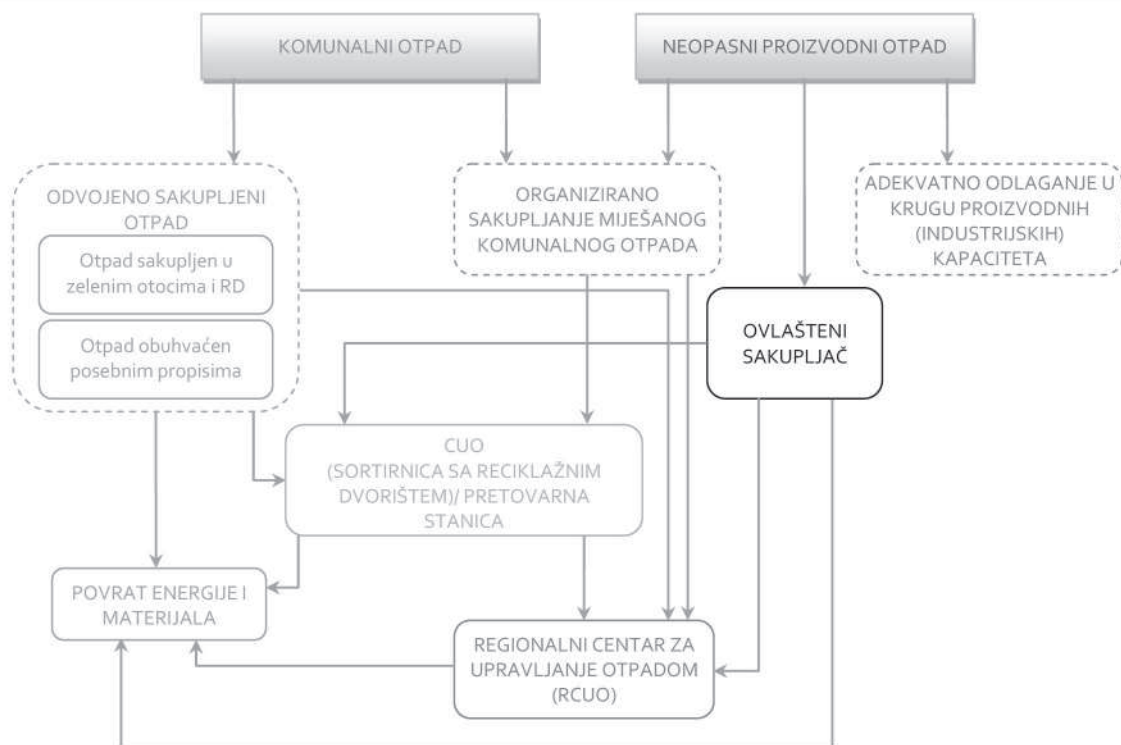 KOMUNALNI OTPAD
NEOPASNI PROIZVODNI OTPAD
ODVOJENO SAKUPLJENI
OTPAD
Otpad sakupljen u
zelenim otocima i RD
Otpad obuhvaćen
posebnim propisima
ORGANIZIRANO
SAKUPLJANJE MIJEŠANOG
KOMUNALNOG OTPADA
ADEKVATNO ODLAGANJE U
KRUGU PROIZVODNIH
(INDUSTRIJSKIH)
KAPACITETA
OVLAŠTENI
SAKUPLJAČ
CUO
(SORTIRNICA SA RECIKLAŽNIM
DVORIŠTEM)/ PRETOVARNA
STANICA
POVRAT ENERGIJE I
MATERIJALA
REGIONALNI CENTAR ZA
UPRAVLJANJE OTPADOM
(RCUO)